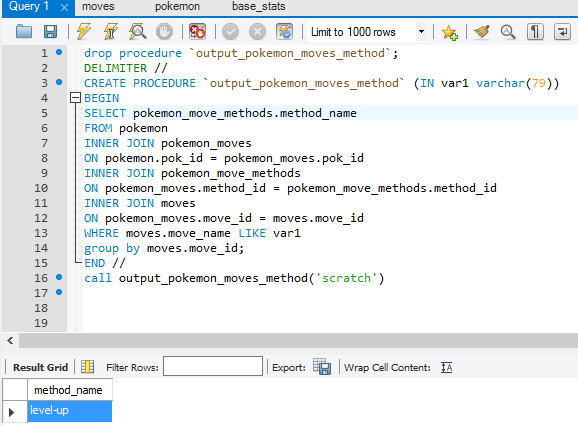 Query 1 × moves pokemon base_stats
Limit to 1000 rows
1 drop procedure `output_pokemon_moves_method`;
2 DELIMITER //
3 CREATE PROCEDURE `output_pokemon_moves_method` (IN var1 varchar(79))
4 BEGIN
5 SELECT pokemon_move_methods.method_name
6 FROM pokemon
7 INNER JOIN pokemon_moves
8 ON pokemon.pok_id = pokemon_moves.pok_id
9 INNER JOIN pokemon_move_methods
10 ON pokemon_moves.method_id = pokemon_move_methods.method_id
11 INNER JOIN moves
12 ON pokemon_moves.move_id = moves.move_id
13 WHERE moves.move_name LIKE var1
14 group by moves.move_id;
15 END //
16 call output_pokemon_moves_method('scratch')
17
18
19
Result Grid Filter Rows: Export: Wrap Cell Content: IA
method_name
level-up